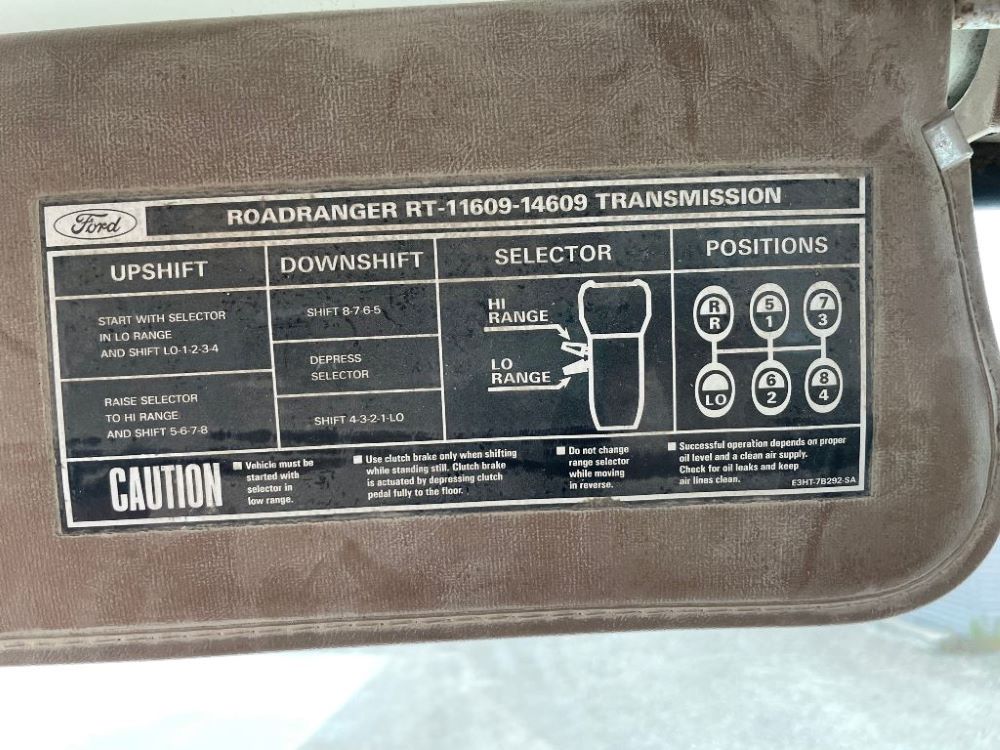 Ford
ROADRANGER RT-11609-14609 TRANSMISSION
UPSHIFT
START WITH SELECTOR
IN LO RANGE
AND SHIFT LO-1-2-3-4
RAISE SELECTOR
TO HI RANGE
AND SHIFT 5-6-7-8
DOWNSHIFT
SHIFT 8-7-6-5
DEPRESS
SELECTOR
SHIFT 4-3-2-1-LO
SELECTOR
HI
RANGE
LO
RANGE
POSITIONS
R 5 7
R 1 3
6 8
LO 2 4
CAUTION
■ Vehicle must be
started with
selector in
low range.
■ Use clutch brake only when shifting
while standing still. Clutch brake
is actuated by depressing clutch
pedal fully to the floor.
■ Do not change
range selector
while moving
in reverse.
■ Successful operation depends on proper
oil level and a clean air supply.
Check for oil leaks and keep
air lines clean.
E3HT-7B292-SA